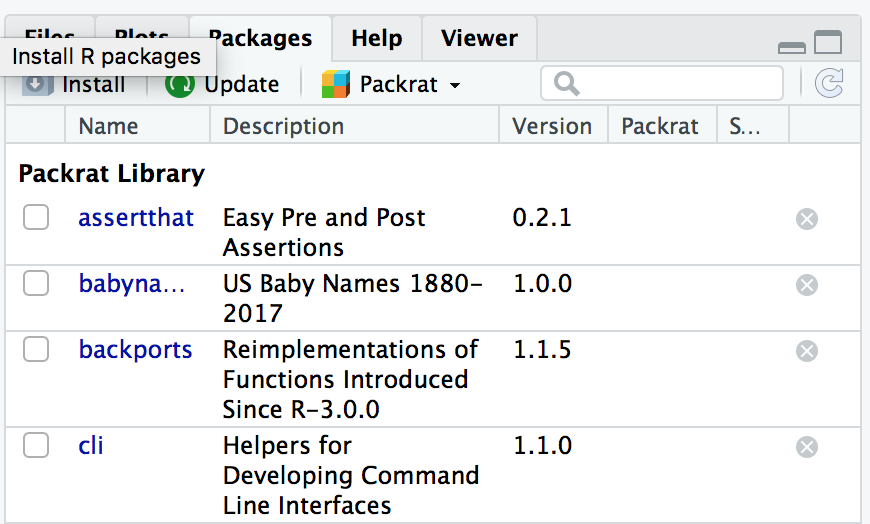 Files Plots Packages Help Viewer
Install R packages
Install Update Packrat
Name Description Version Packrat S...
Packrat Library
assertthat Easy Pre and Post 0.2.1
Assertions
babyna... US Baby Names 1880- 1.0.0
2017
backports Reimplementations of 1.1.5
Functions Introduced
Since R-3.0.0
cli Helpers for 1.1.0
Developing Command
Line Interfaces